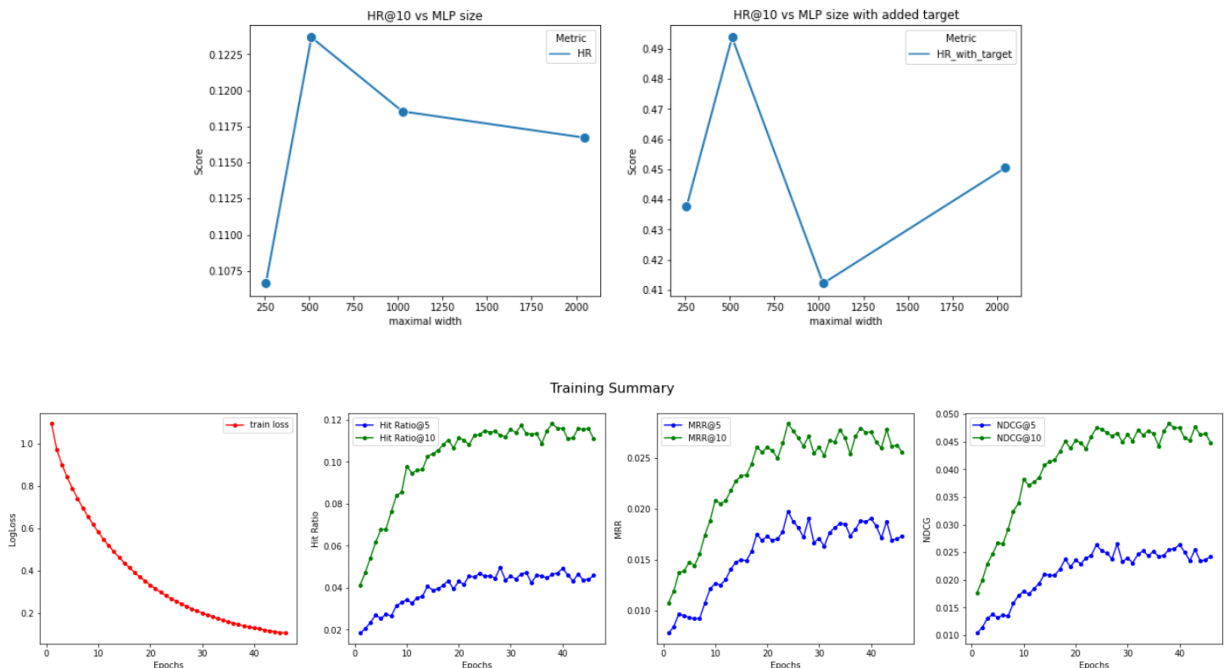 HR@10 vs MLP size
Metric
HR
0.1225
0.1200
0.1175
0.1150
0.1125
0.1100
0.1075
Score
250 500 750 1000 1250 1500 1750 2000
maximal width
HR@10 vs MLP size with added target
Metric
HR_with_target
0.49
0.48
0.47
0.46
0.45
0.44
0.43
0.42
0.41
Score
250 500 750 1000 1250 1500 1750 2000
maximal width
Training Summary
train loss
1.0
0.8
0.6
0.4
0.2
LogLoss
0 10 20 30 40
Epochs
Hit Ratio@5
Hit Ratio@10
0.12
0.10
0.08
0.06
0.04
0.02
Hit Ratio
0 10 20 30 40
Epochs
MRR@5
MRR@10
0.025
0.020
0.015
0.010
MRR
0 10 20 30 40
Epochs
NDCG@5
NDCG@10
0.050
0.045
0.040
0.035
0.030
0.025
0.020
0.015
0.010
NDCG
0 10 20 30 40
Epochs